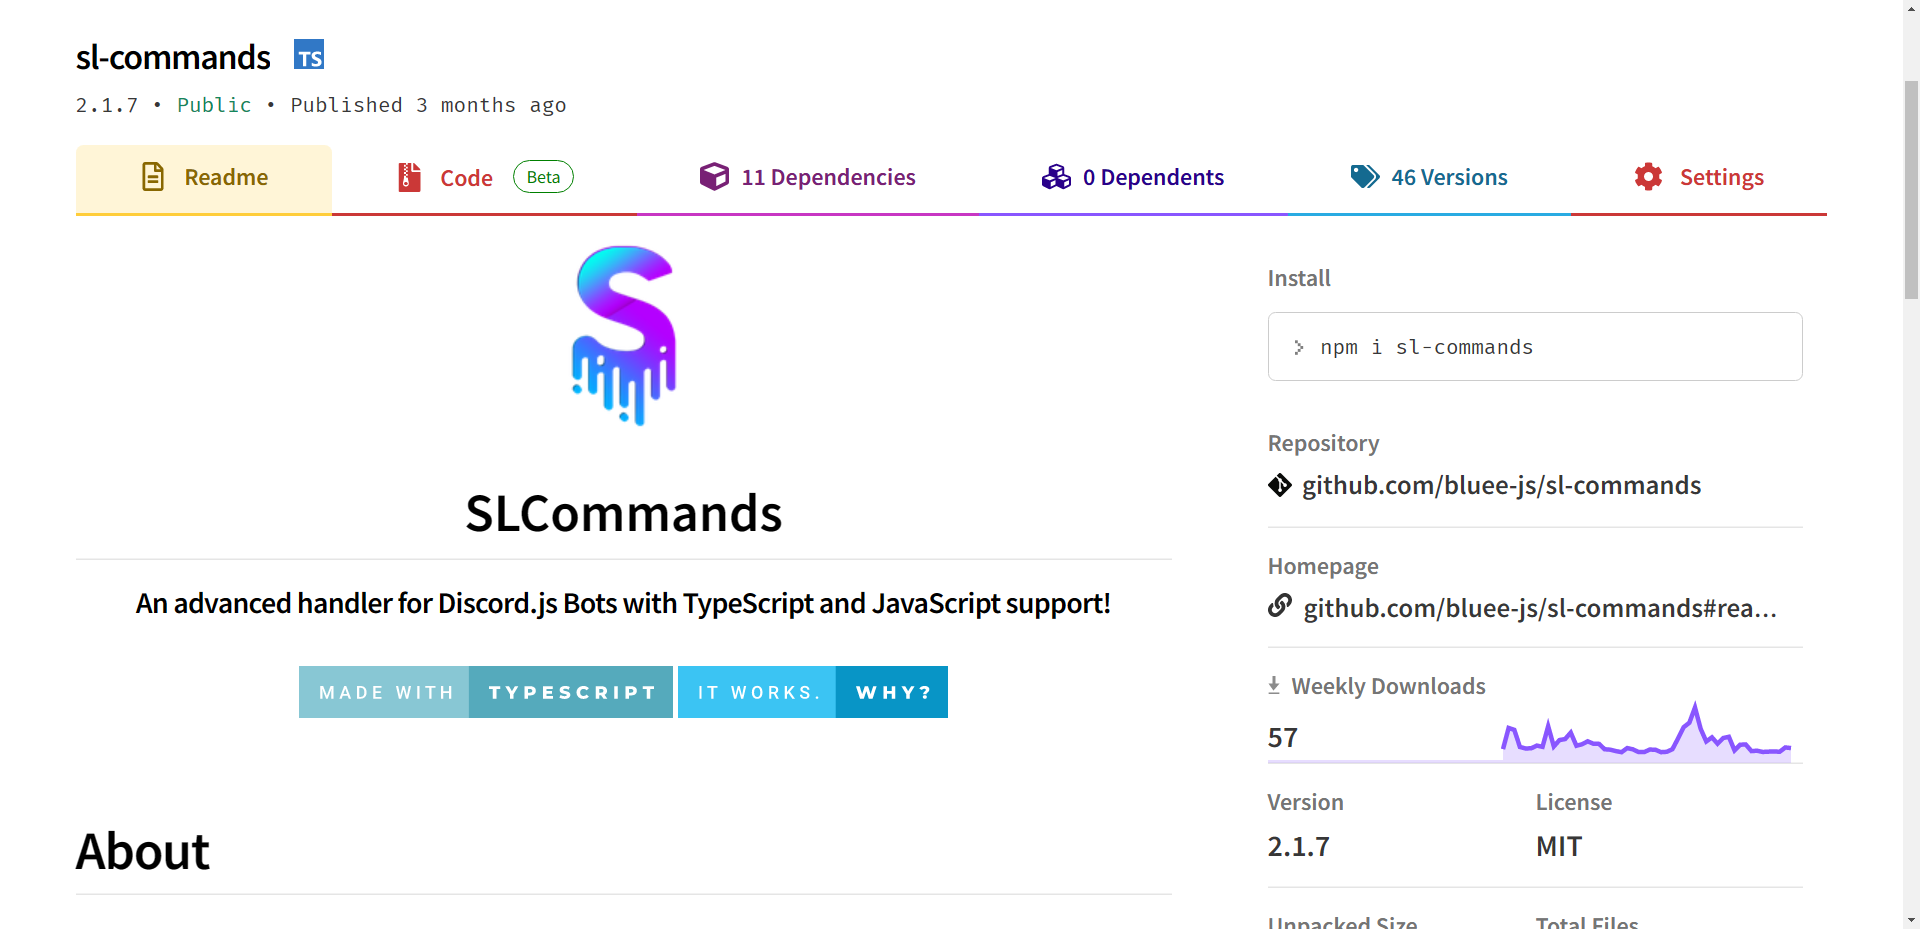 sl-commands TS
2.1.7 • Public • Published 3 months ago
Readme
Code Beta
11 Dependencies
0 Dependents
46 Versions
Settings
SLCommands
An advanced handler for Discord.js Bots with TypeScript and JavaScript support!
MADE WITH TYPESCRIPT IT WORKS. WHY?
About
Install
> npm i sl-commands
Repository
github.com/bluee-js/sl-commands
Homepage
github.com/bluee-js/sl-commands#rea...
Weekly Downloads
57
Version License
2.1.7 MIT
Unpacked Size Total Files